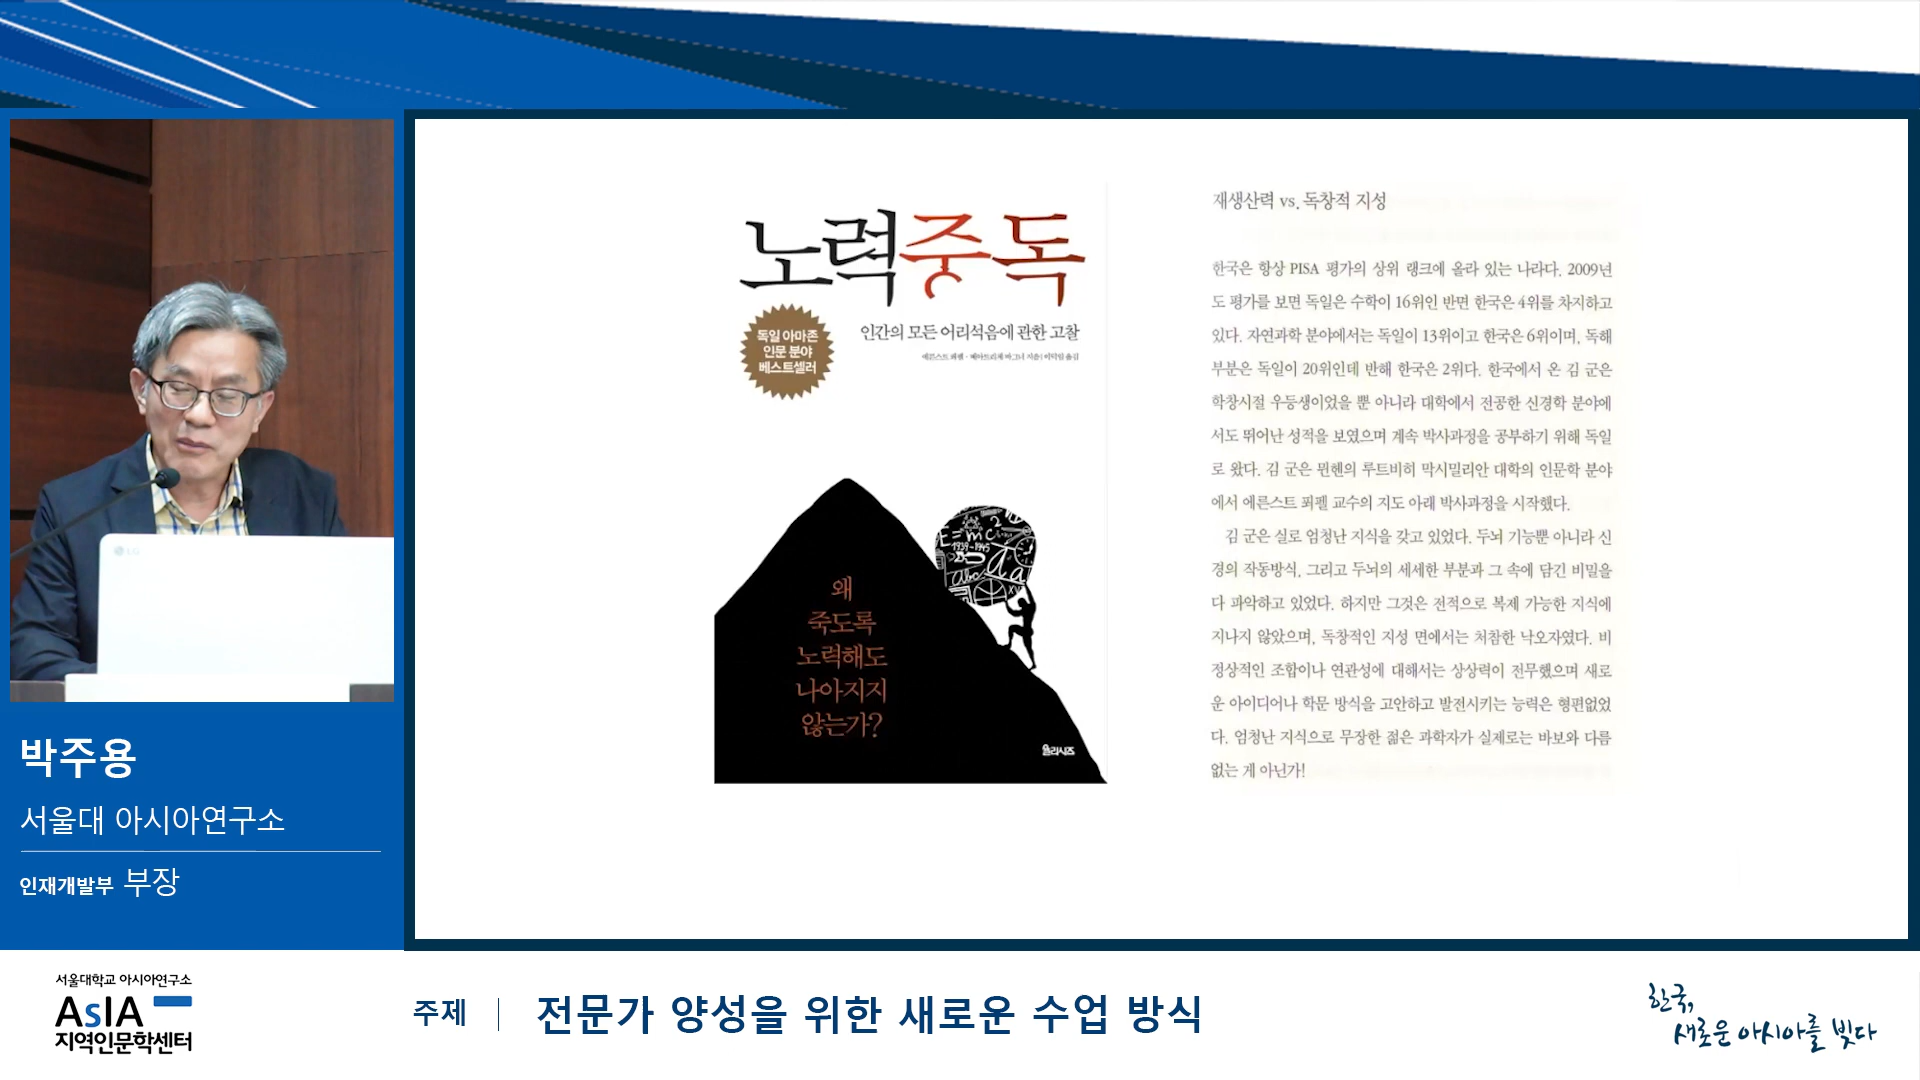 노력중독
독일 아마존
인문 분야
베스트셀러
인간의 모든 어리석음에 관한 고찰
에른스트 푀펠 · 베아트리체 바그너 지음 | 이덕임 옮김
E=mc²
1939-1945
abc
Aa
XV
왜
죽도록
노력해도
나아지지
않는가?
율리시즈
재생산력 vs. 독창적 지성
한국은 항상 PISA 평가의 상위 랭크에 올라 있는 나라다. 2009년
도 평가를 보면 독일은 수학이 16위인 반면 한국은 4위를 차지하고
있다. 자연과학 분야에서는 독일이 13위이고 한국은 6위이며, 독해
부분은 독일이 20위인데 반해 한국은 2위다. 한국에서 온 김 군은
학창시절 우등생이었을 뿐 아니라 대학에서 전공한 신경학 분야에
서도 뛰어난 성적을 보였으며 계속 박사과정을 공부하기 위해 독일
로 왔다. 김 군은 뮌헨의 루트비히 막시밀리안 대학의 인문학 분야
에서 에른스트 푀펠 교수의 지도 아래 박사과정을 시작했다.
김 군은 실로 엄청난 지식을 갖고 있었다. 두뇌 기능뿐 아니라 신
경의 작동방식, 그리고 두뇌의 세세한 부분과 그 속에 담긴 비밀을
다 파악하고 있었다. 하지만 그것은 전적으로 복제 가능한 지식에
지나지 않았으며, 독창적인 지성 면에서는 처참한 낙오자였다. 비
정상적인 조합이나 연관성에 대해서는 상상력이 전무했으며 새로
운 아이디어나 학문 방식을 고안하고 발전시키는 능력은 형편없었
다. 엄청난 지식으로 무장한 젊은 과학자가 실제로는 바보와 다름
없는 게 아닌가!
LG
박주용
서울대 아시아연구소
인재개발부 부장
서울대학교 아시아연구소
AsIA
지역인문학센터
주제 | 전문가 양성을 위한 새로운 수업 방식
한국,
새로운 아시아를 빚다